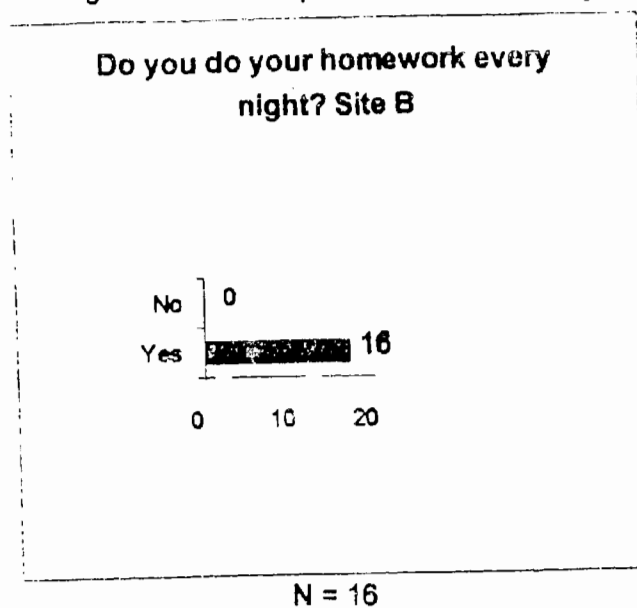 Do you do your homework every
night? Site B
No 0
Yes 16
0 10 20
N = 16